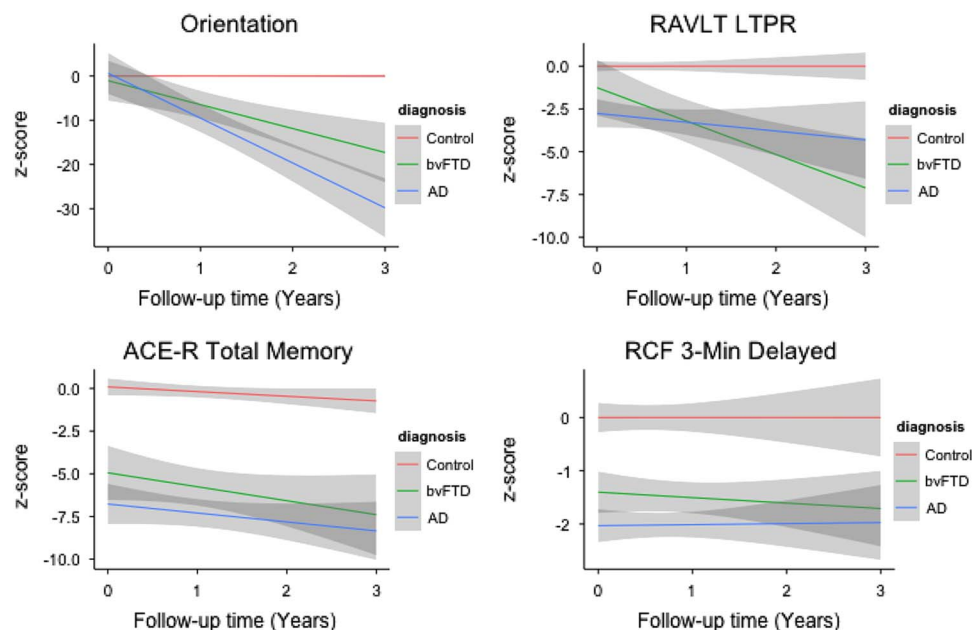 Orientation
z-score
0
-10
-20
-30
0 1 2 3
Follow-up time (Years)
diagnosis
Control
bvFTD
AD
RAVLT LTPR
z-score
0.0
-2.5
-5.0
-7.5
-10.0
0 1 2 3
Follow-up time (Years)
diagnosis
Control
bvFTD
AD
ACE-R Total Memory
z-score
0.0
-2.5
-5.0
-7.5
-10.0
0 1 2 3
Follow-up time (Years)
diagnosis
Control
bvFTD
AD
RCF 3-Min Delayed
z-score
0
-1
-2
0 1 2 3
Follow-up time (Years)
diagnosis
Control
bvFTD
AD